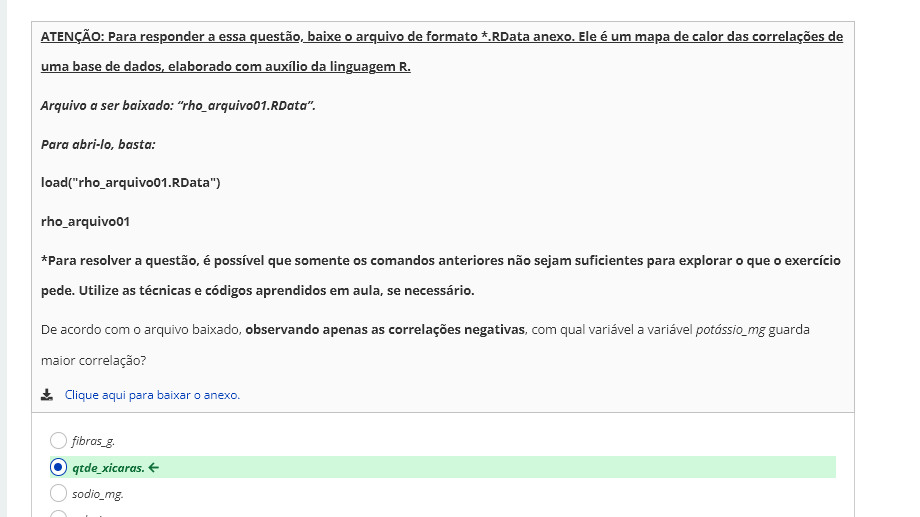 ATENÇÃO: Para responder a essa questão, baixe o arquivo de formato *.RData anexo. Ele é um mapa de calor das correlações de
uma base de dados, elaborado com auxílio da linguagem R.
Arquivo a ser baixado: “rho_arquivo01.RData”.
Para abri-lo, basta:
load("rho_arquivo01.RData")
rho_arquivo01
*Para resolver a questão, é possível que somente os comandos anteriores não sejam suficientes para explorar o que o exercício
pede. Utilize as técnicas e códigos aprendidos em aula, se necessário.
De acordo com o arquivo baixado, observando apenas as correlações negativas, com qual variável a variável potássio_mg guarda
maior correlação?
Clique aqui para baixar o anexo.
fibras_g.
qtde_xicaras. ←
sodio_mg.